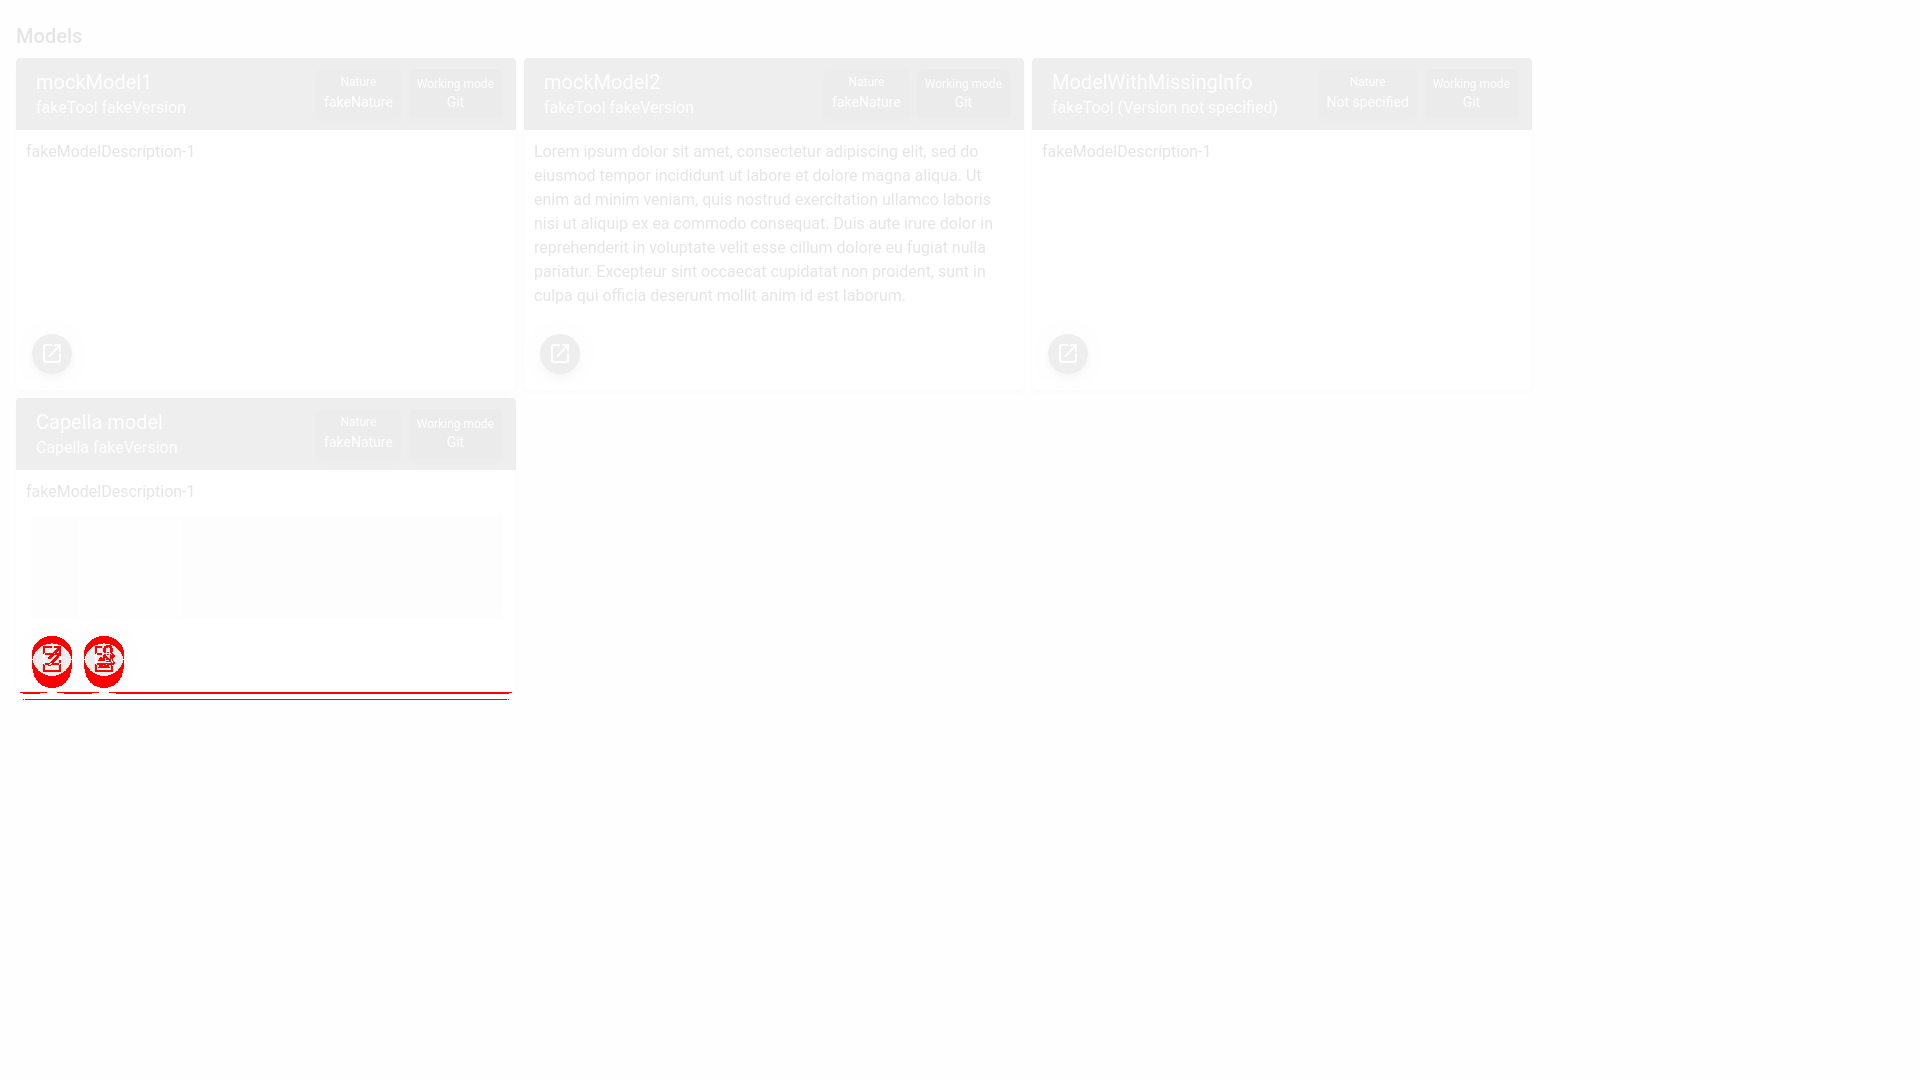 Models
mockModel1
fakeTool fakeVersion
Nature
fakeNature
Working mode
Git
fakeModelDescription-1
mockModel2
fakeTool fakeVersion
Nature
fakeNature
Working mode
Git
Lorem ipsum dolor sit amet, consectetur adipiscing elit, sed do
eiusmod tempor incididunt ut labore et dolore magna aliqua. Ut
enim ad minim veniam, quis nostrud exercitation ullamco laboris
nisi ut aliquip ex ea commodo consequat. Duis aute irure dolor in
reprehenderit in voluptate velit esse cillum dolore eu fugiat nulla
pariatur. Excepteur sint occaecat cupidatat non proident, sunt in
culpa qui officia deserunt mollit anim id est laborum.
ModelWithMissingInfo
fakeTool (Version not specified)
Nature
Not specified
Working mode
Git
fakeModelDescription-1
Capella model
Capella fakeVersion
Nature
fakeNature
Working mode
Git
fakeModelDescription-1